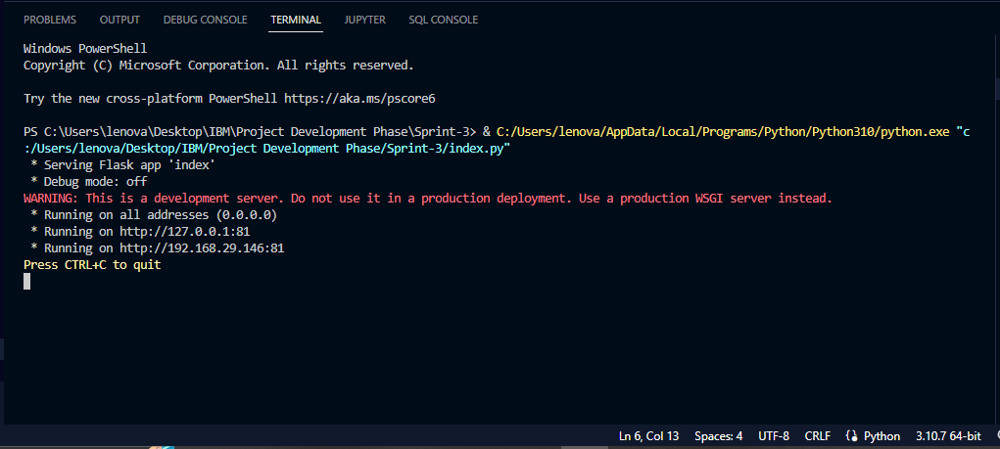 PROBLEMS OUTPUT DEBUG CONSOLE TERMINAL JUPYTER SQL CONSOLE
Windows PowerShell
Copyright (C) Microsoft Corporation. All rights reserved.
Try the new cross-platform PowerShell https://aka.ms/pscore6
PS C:\Users\lenova\Desktop\IBM\Project Development Phase\Sprint-3> & C:/Users/lenova/AppData/Local/Programs/Python/Python310/python.exe "c
:/Users/lenova/Desktop/IBM/Project Development Phase/Sprint-3/index.py"
* Serving Flask app 'index'
* Debug mode: off
WARNING: This is a development server. Do not use it in a production deployment. Use a production WSGI server instead.
* Running on all addresses (0.0.0.0)
* Running on http://127.0.0.1:81
* Running on http://192.168.29.146:81
Press CTRL+C to quit
Ln 6, Col 13 Spaces: 4 UTF-8 CRLF Python 3.10.7 64-bit